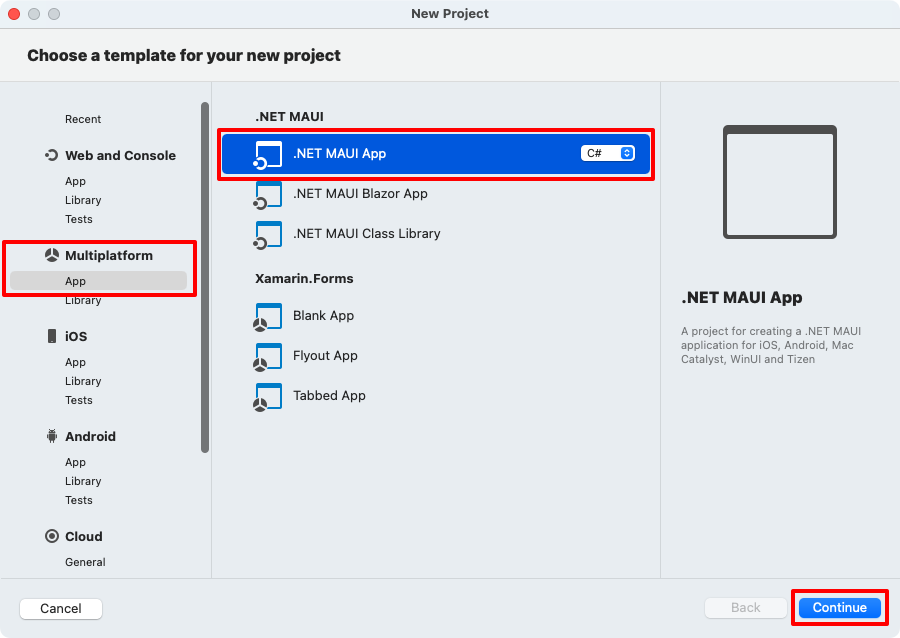 New Project
Choose a template for your new project
Recent
Web and Console
App
Library
Tests
Multiplatform
App
Library
iOS
App
Library
Tests
Android
App
Library
Tests
Cloud
General
.NET MAUI
.NET MAUI App
C#
.NET MAUI Blazor App
.NET MAUI Class Library
Xamarin.Forms
Blank App
Flyout App
Tabbed App
.NET MAUI App
A project for creating a .NET MAUI
application for iOS, Android, Mac
Catalyst, WinUI and Tizen
Cancel
Back
Continue